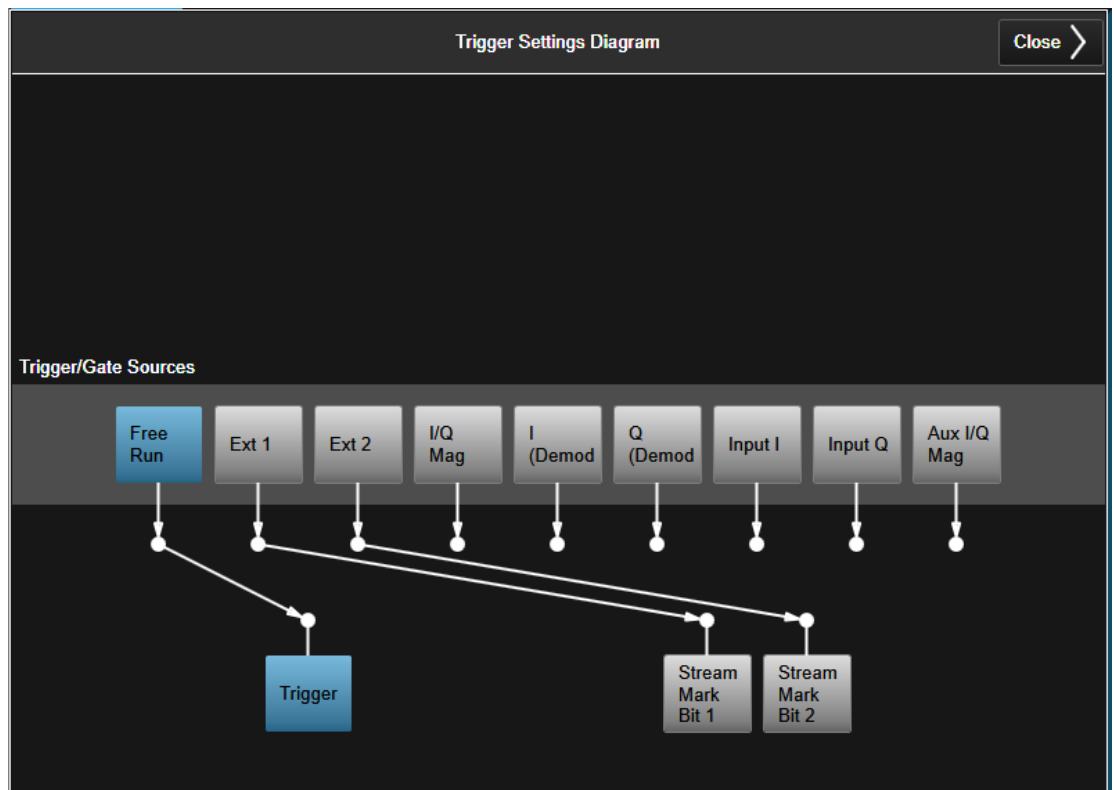 Trigger Settings Diagram
Close
Trigger/Gate Sources
Free
Run
Ext 1
Ext 2
I/Q
Mag
I
(Demod
Q
(Demod
Input I
Input Q
Aux I/Q
Mag
Trigger
Stream
Mark
Bit 1
Stream
Mark
Bit 2